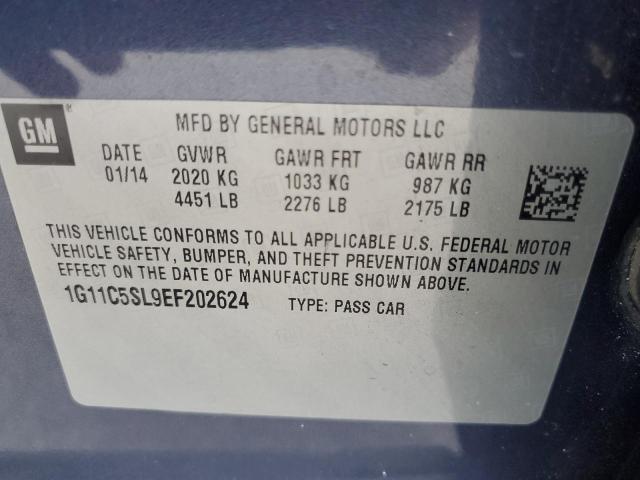 GM
MFD BY GENERAL MOTORS LLC
DATE GVWR GAWR FRT GAWR RR
01/14 2020 KG 1033 KG 987 KG
4451 LB 2276 LB 2175 LB
THIS VEHICLE CONFORMS TO ALL APPLICABLE U.S. FEDERAL MOTOR
VEHICLE SAFETY, BUMPER, AND THEFT PREVENTION STANDARDS IN
EFFECT ON THE DATE OF MANUFACTURE SHOWN ABOVE.
1G11C5SL9EF202624 TYPE: PASS CAR